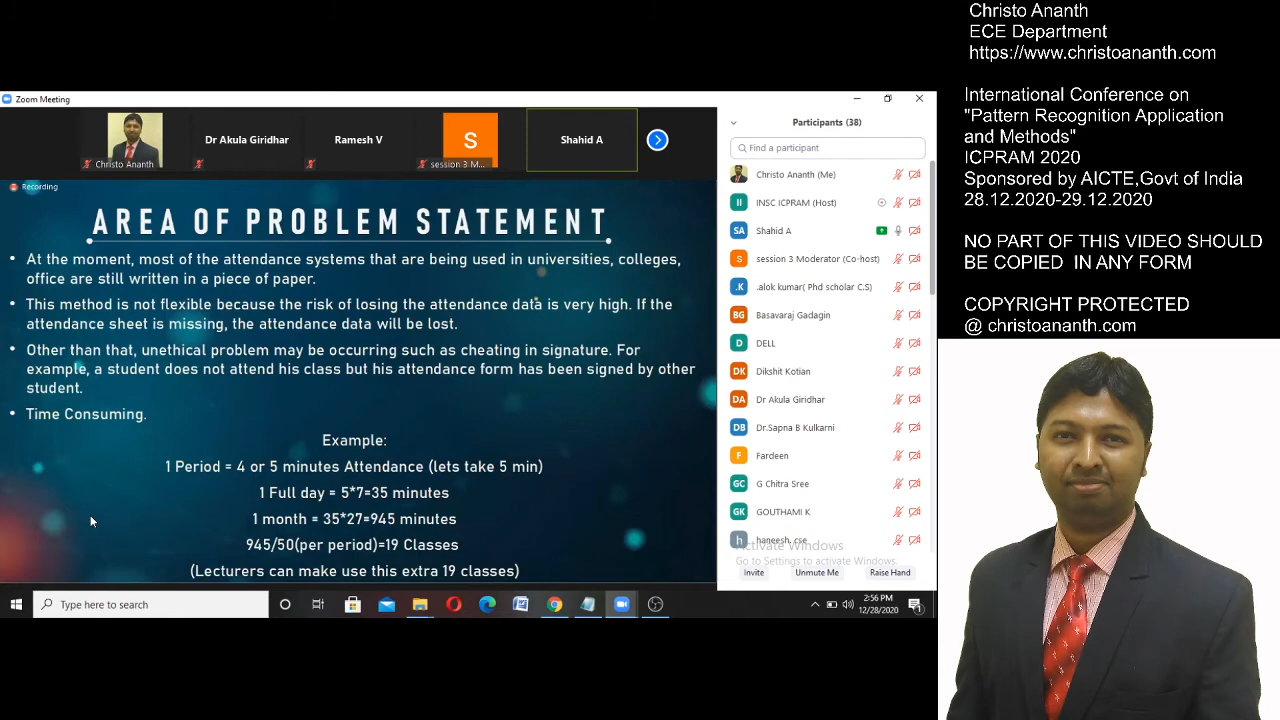 Zoom Meeting
Christo Ananth
Dr Akula Giridhar
Ramesh V
S
session 3 M...
Shahid A
Recording
AREA OF PROBLEM STATEMENT
• At the moment, most of the attendance systems that are being used in universities, colleges,
office are still written in a piece of paper.
• This method is not flexible because the risk of losing the attendance data is very high. If the
attendance sheet is missing, the attendance data will be lost.
• Other than that, unethical problem may be occurring such as cheating in signature. For
example, a student does not attend his class but his attendance form has been signed by other
student.
• Time Consuming.
Example:
1 Period = 4 or 5 minutes Attendance (lets take 5 min)
1 Full day = 5*7=35 minutes
1 month = 35*27=945 minutes
945/50(per period)=19 Classes
(Lecturers can make use this extra 19 classes)
Participants (38)
Find a participant
Christo Ananth (Me)
II INSC ICPRAM (Host)
SA Shahid A
S session 3 Moderator (Co-host)
.K .alok kumar( Phd scholar C.S)
BG Basavaraj Gadagin
D DELL
DK Dikshit Kotian
DA Dr Akula Giridhar
DB Dr.Sapna B Kulkarni
F Fardeen
GC G Chitra Sree
GK GOUTHAMI K
h haneesh, cse
Activate Windows
Go to Settings to activate Windows.
Invite
Unmute Me
Raise Hand
Type here to search
2:56 PM
12/28/2020
1
Christo Ananth
ECE Department
https://www.christoananth.com
International Conference on
"Pattern Recognition Application
and Methods"
ICPRAM 2020
Sponsored by AICTE,Govt of India
28.12.2020-29.12.2020
NO PART OF THIS VIDEO SHOULD
BE COPIED IN ANY FORM
COPYRIGHT PROTECTED
@ christoananth.com